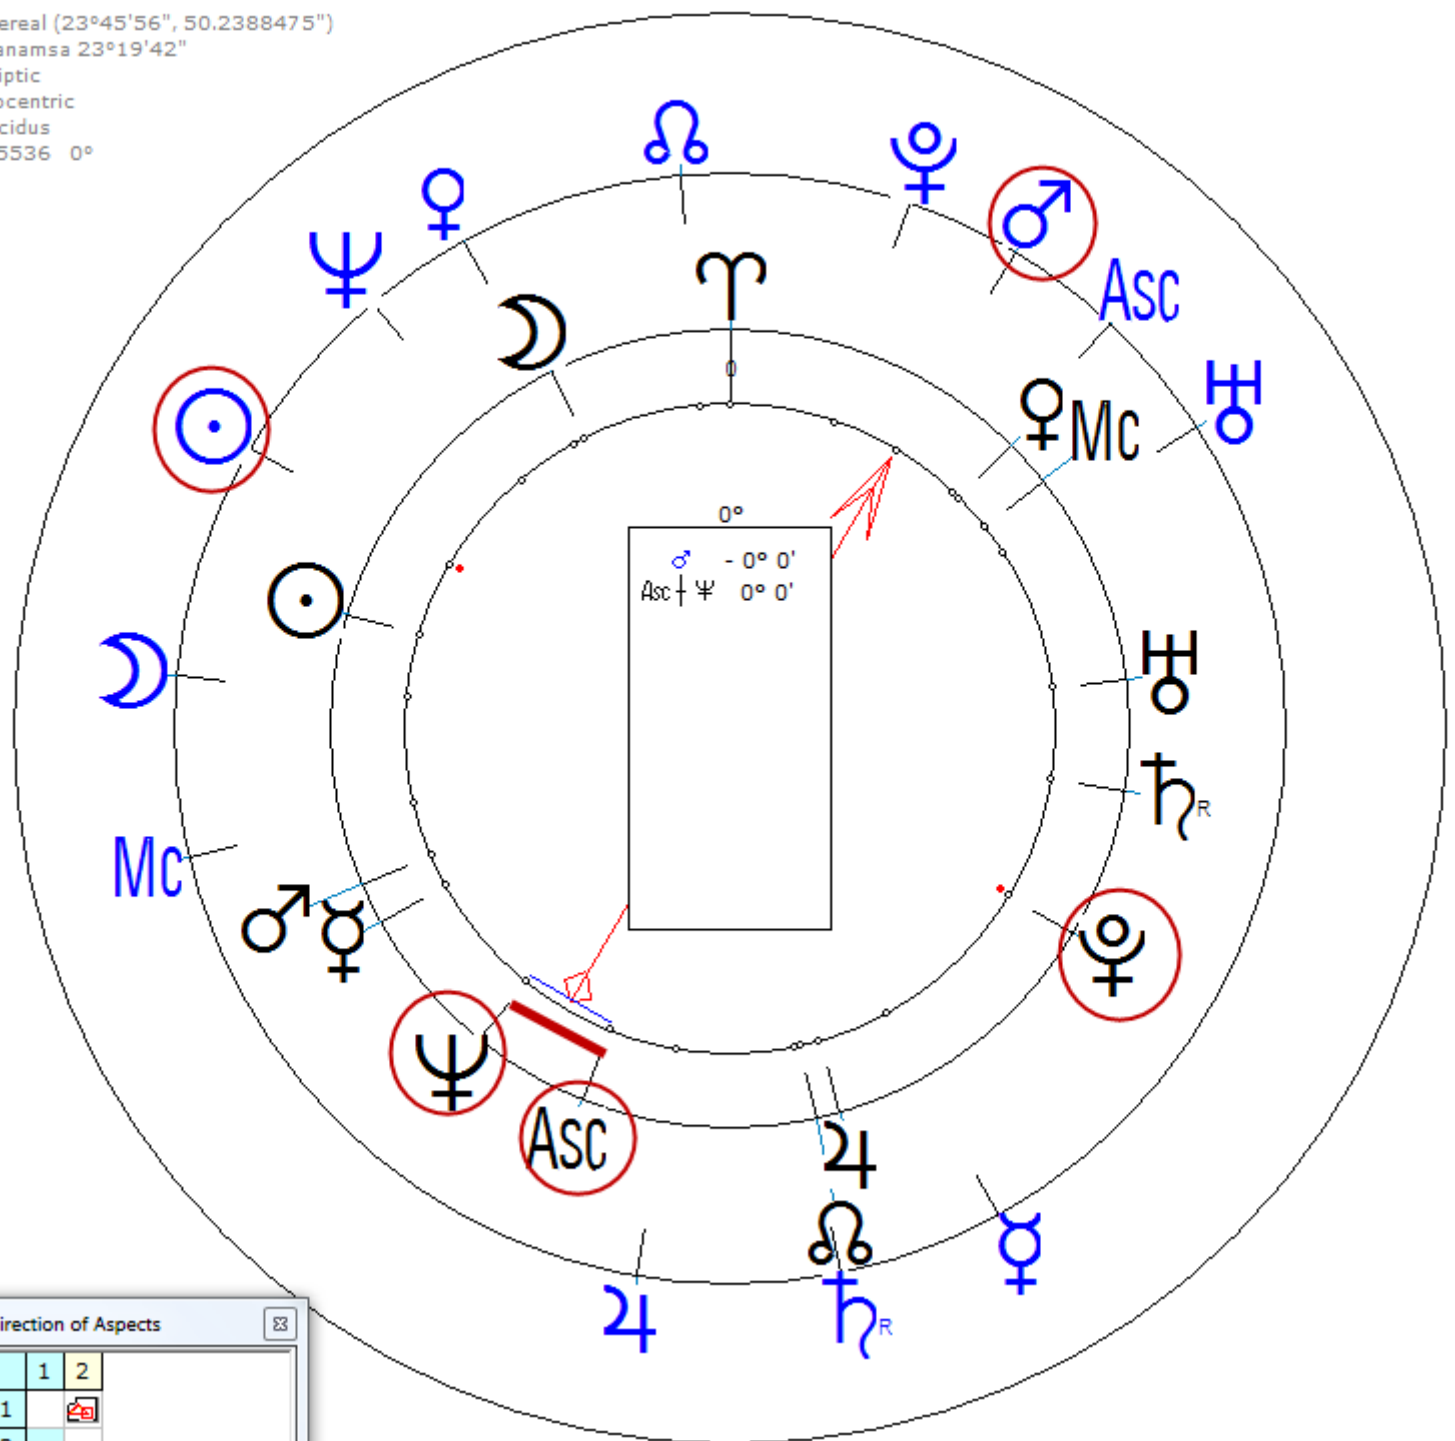 ereal (23°45'56", 50.2388475")
anamsa 23°19'42"
iptic
ocentric
cidus
5536 0°
☊
♇
♀
♂
♆
Asc
☽
♈
♅
0
☉
♀
Mc
0°
♂ - 0° 0'
Asc ┼ ♆ 0° 0'
☉
☽
♅
♄ R
Mc
♂
☿
♇
♆
Asc
♃
☊
☿
♃
♄ R
irection of Aspects
1 2
1